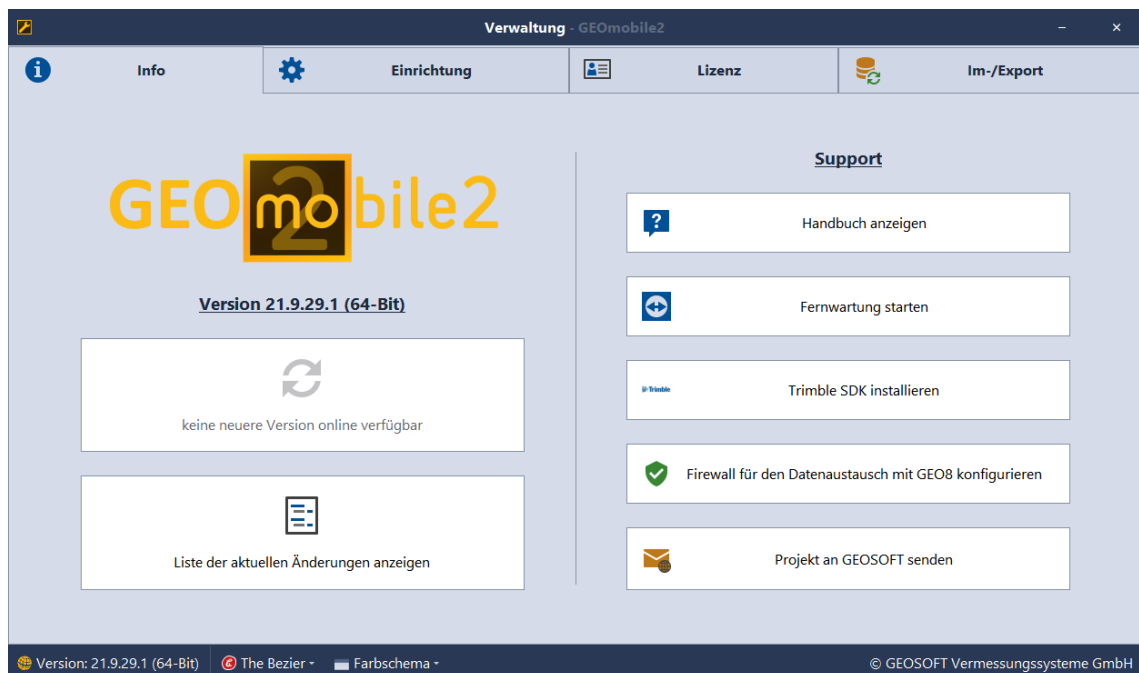 Verwaltung - GEOmobile2
Info
Einrichtung
Lizenz
Im-/Export
GEOmobile2
2
Version 21.9.29.1 (64-Bit)
keine neuere Version online verfügbar
Liste der aktuellen Änderungen anzeigen
Support
Handbuch anzeigen
Fernwartung starten
Trimble
Trimble SDK installieren
Firewall für den Datenaustausch mit GEO8 konfigurieren
Projekt an GEOSOFT senden
Version: 21.9.29.1 (64-Bit)
The Bezier
Farbschema
© GEOSOFT Vermessungssysteme GmbH